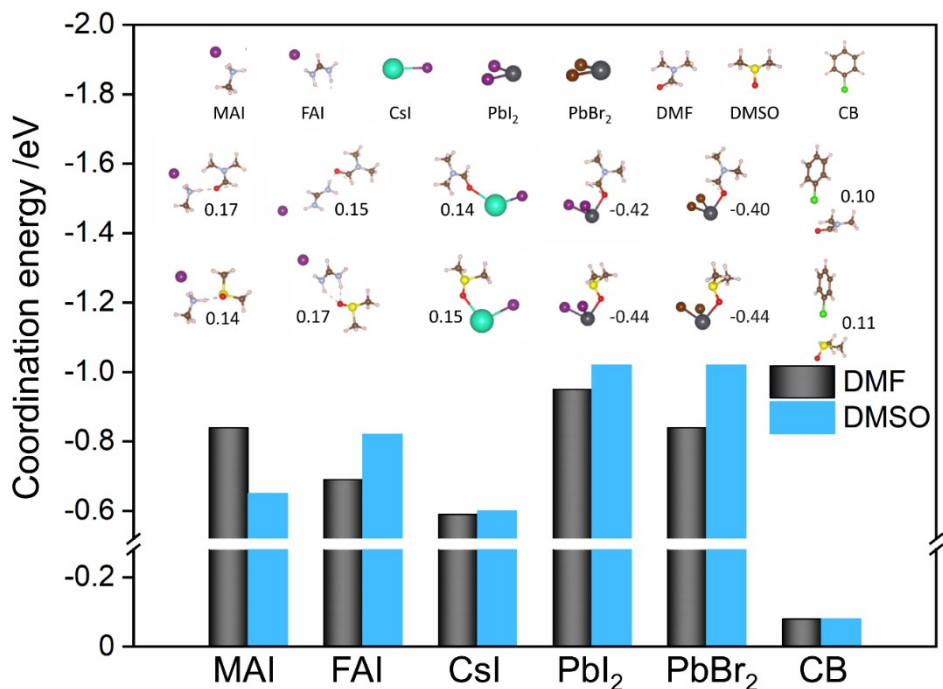 Coordination energy /eV
-2.0
-1.8
-1.6
-1.4
-1.2
-1.0
-0.8
-0.6
-0.2
0
MAI FAI CsI PbI₂ PbBr₂ DMF DMSO CB
0.17 0.15 0.14 -0.42 -0.40 0.10
0.14 0.17 0.15 -0.44 -0.44 0.11
DMF
DMSO
MAI FAI CsI PbI₂ PbBr₂ CB